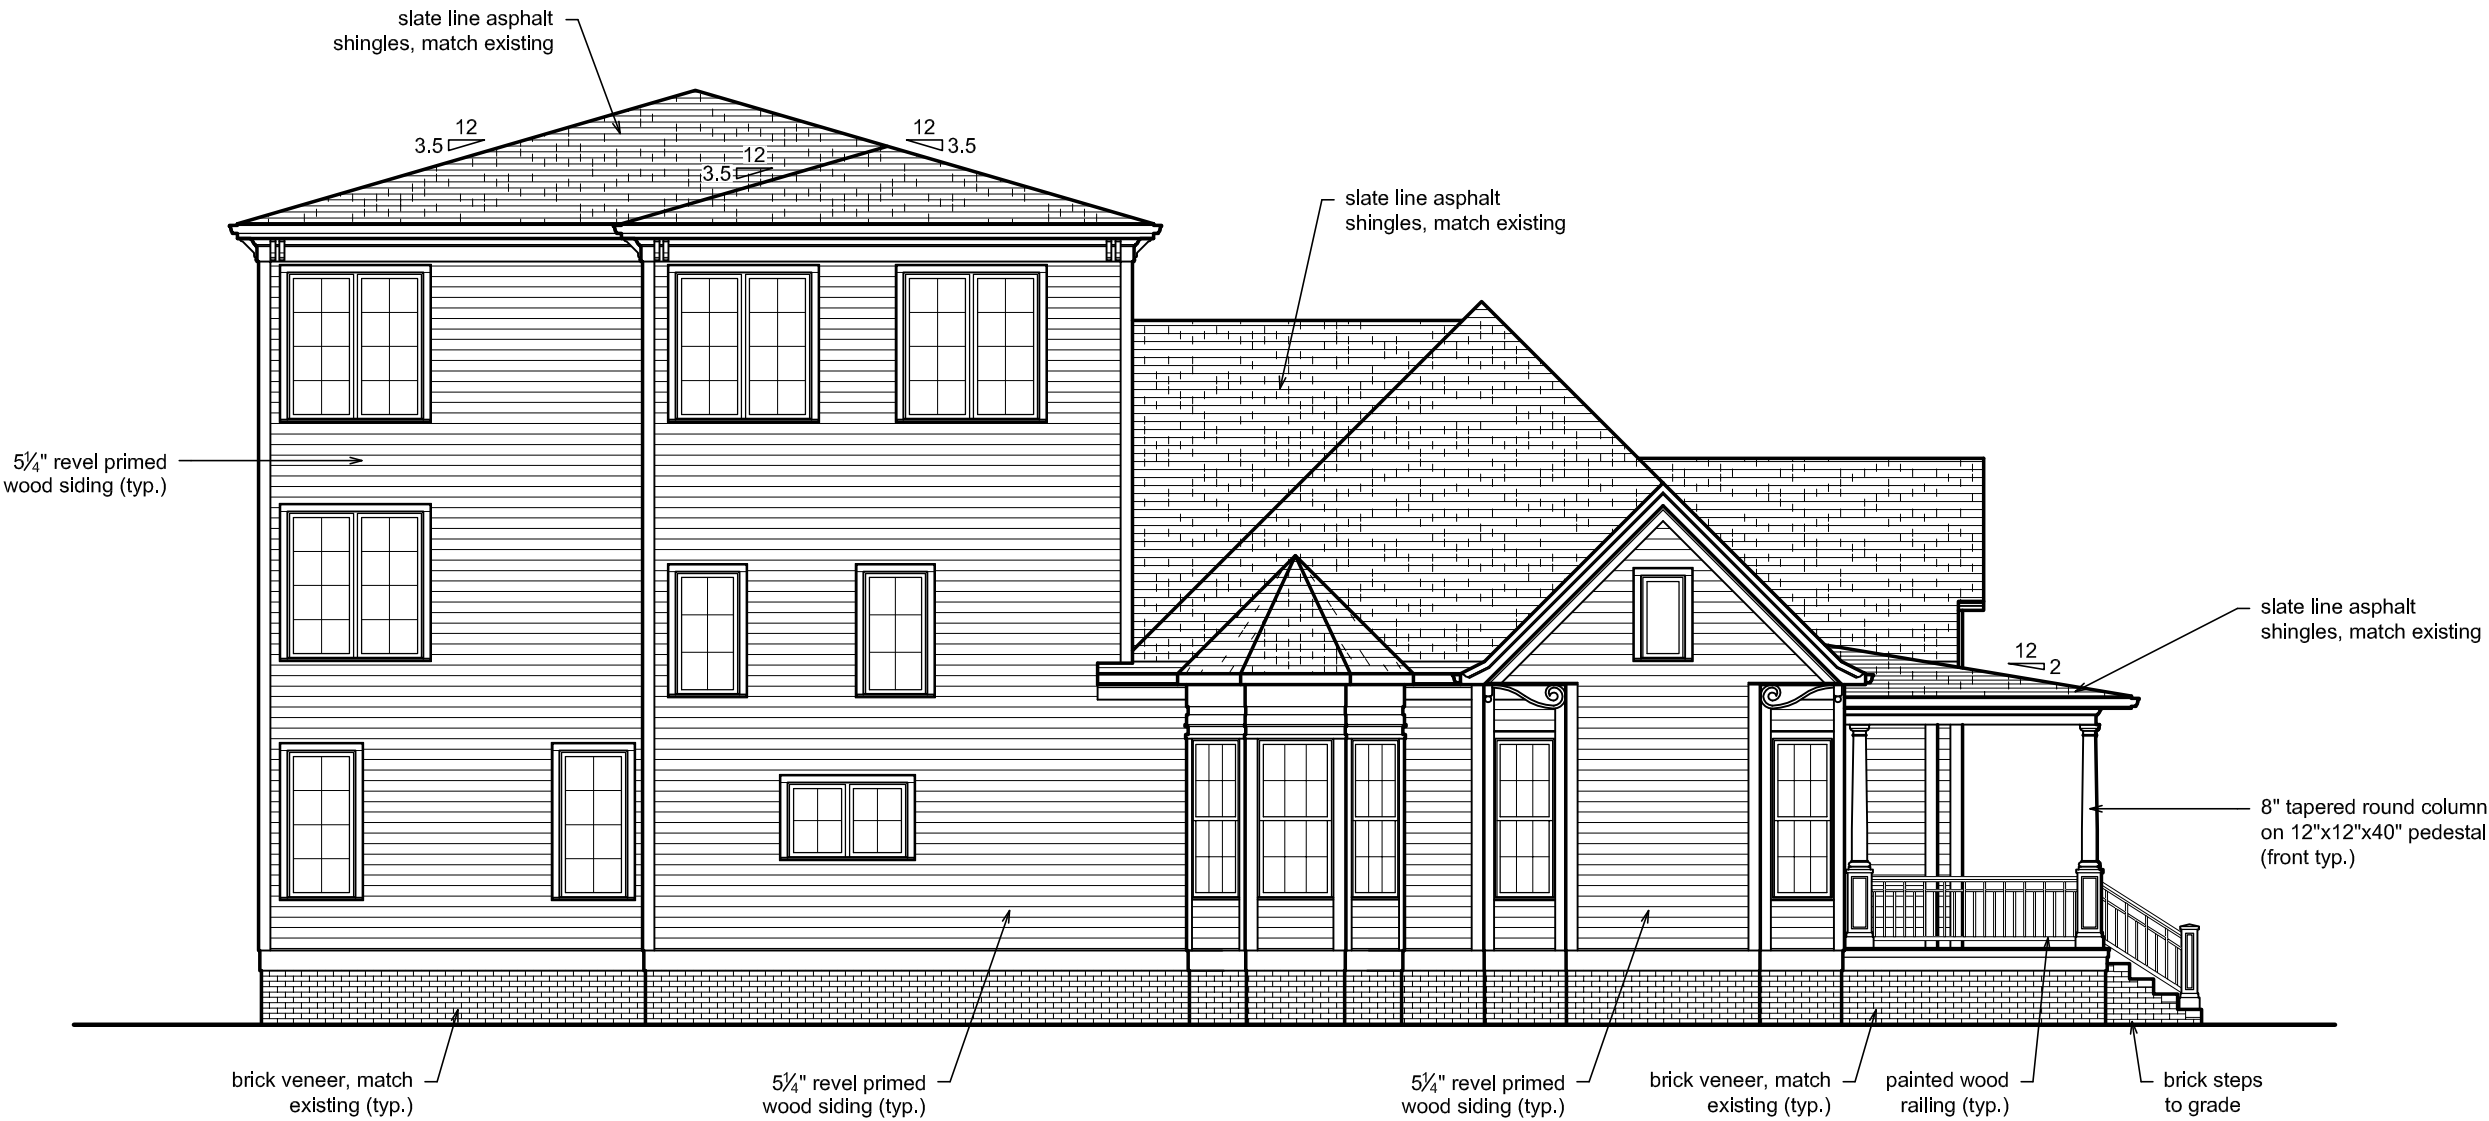 slate line asphalt
shingles, match existing
12
3.5
12
3.5
12
3.5
slate line asphalt
shingles, match existing
5¼" revel primed
wood siding (typ.)
slate line asphalt
shingles, match existing
12
2
8" tapered round column
on 12"x12"x40" pedestal
(front typ.)
brick veneer, match
existing (typ.)
5¼" revel primed
wood siding (typ.)
5¼" revel primed
wood siding (typ.)
brick veneer, match
existing (typ.)
painted wood
railing (typ.)
brick steps
to grade